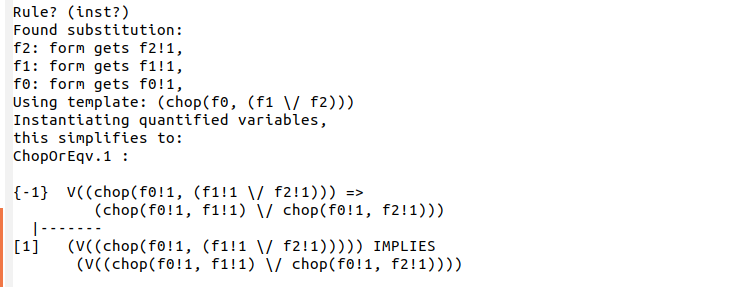 Rule? (inst?)
Found substitution:
f2: form gets f2!1,
f1: form gets f1!1,
f0: form gets f0!1,
Using template: (chop(f0, (f1 \/ f2)))
Instantiating quantified variables,
this simplifies to:
ChopOrEqv.1 :
{-1}  V((chop(f0!1, (f1!1 \/ f2!1))) =>
(chop(f0!1, f1!1) \/ chop(f0!1, f2!1)))
|-------
[1]   (V((chop(f0!1, (f1!1 \/ f2!1))))) IMPLIES
(V((chop(f0!1, f1!1) \/ chop(f0!1, f2!1))))